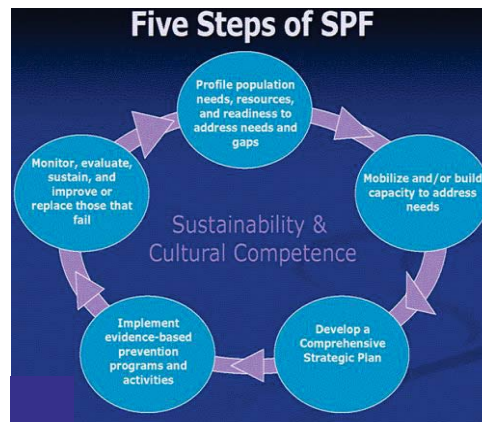 Five Steps of SPF
Profile population
needs, resources,
and readiness to
address needs and
gaps
Mobilize and/or build
capacity to address
needs
Develop a
Comprehensive
Strategic Plan
Implement
evidence-based
prevention
programs and
activities
Monitor, evaluate,
sustain, and
improve or
replace those that
fail
Sustainability &
Cultural Competence